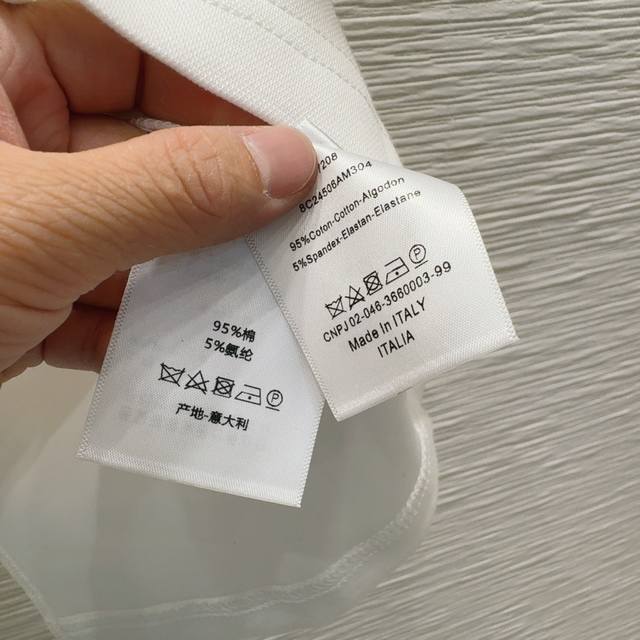 208
8C24506AM304
95%Coton-Cotton-Algodon
5%Spandex-Elastan-Elastane
CNPJ 02-046-3660003-99
Made in ITALY
ITALIA
95%棉
5%氨纶
产地-意大利